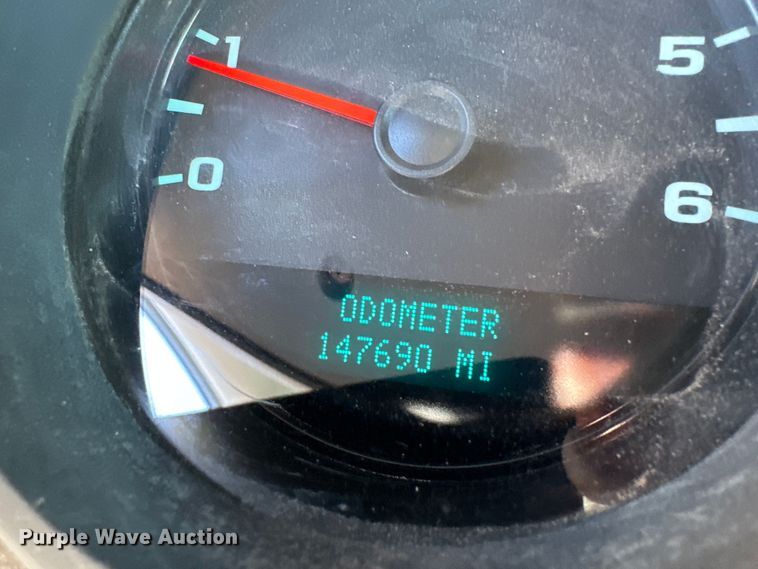 1
5
0
6
ODOMETER
147690 MI
Purple Wave Auction